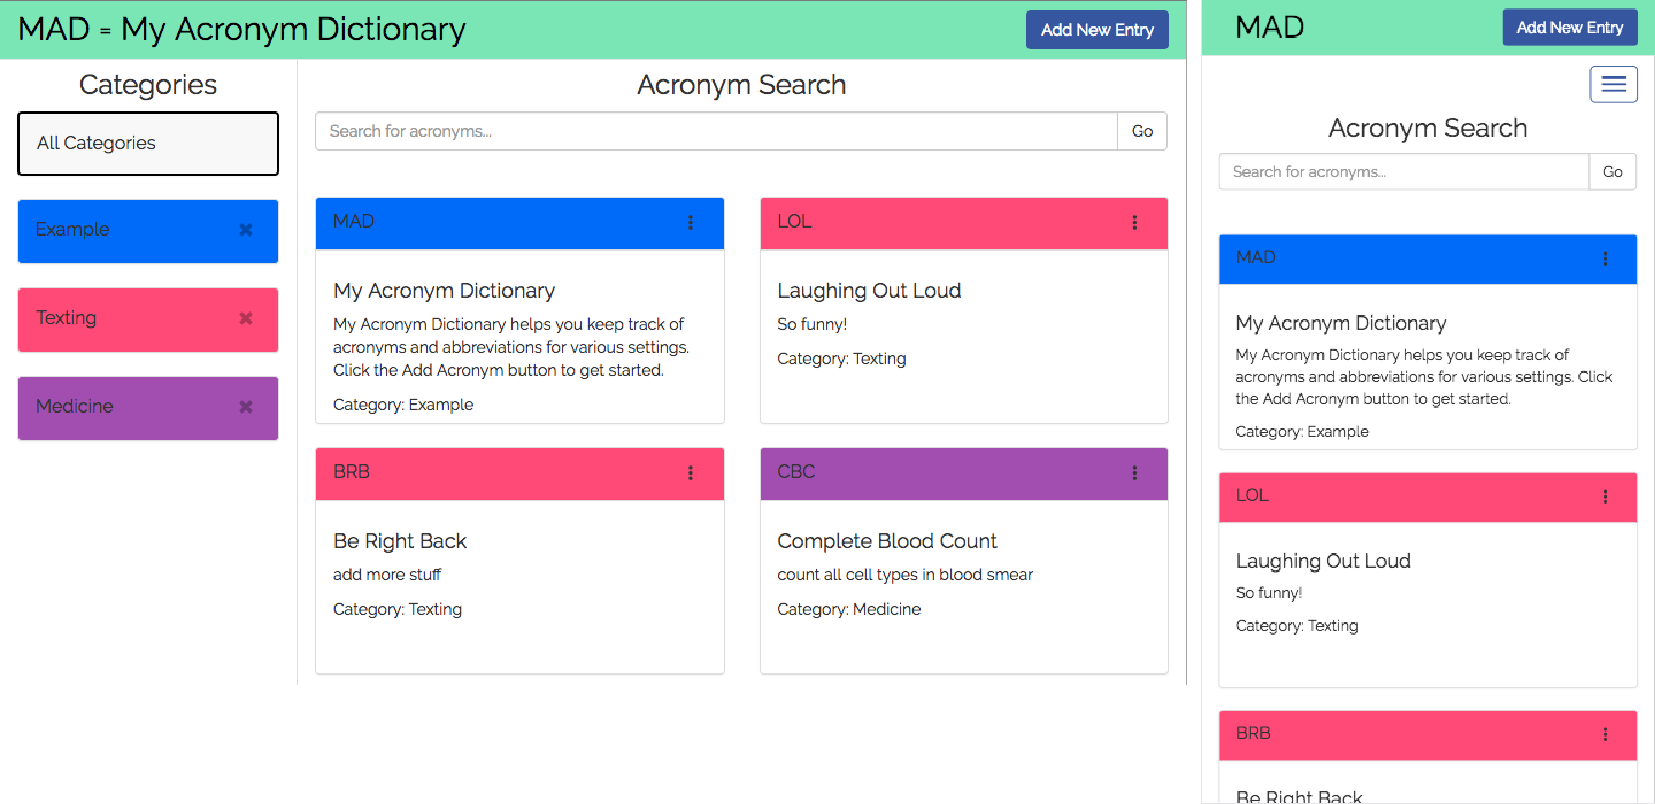 MAD = My Acronym Dictionary
Add New Entry
Categories
All Categories
Example
Texting
Medicine
Acronym Search
Search for acronyms...
Go
MAD
My Acronym Dictionary
My Acronym Dictionary helps you keep track of
acronyms and abbreviations for various settings.
Click the Add Acronym button to get started.
Category: Example
LOL
Laughing Out Loud
So funny!
Category: Texting
BRB
Be Right Back
add more stuff
Category: Texting
CBC
Complete Blood Count
count all cell types in blood smear
Category: Medicine
MAD
Add New Entry
Acronym Search
Search for acronyms...
Go
MAD
My Acronym Dictionary
My Acronym Dictionary helps you keep track of
acronyms and abbreviations for various settings. Click
the Add Acronym button to get started.
Category: Example
LOL
Laughing Out Loud
So funny!
Category: Texting
BRB
Be Right Back